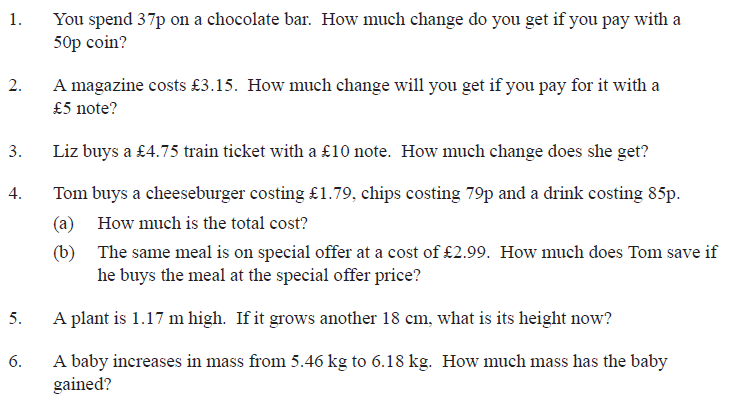 1. You spend 37p on a chocolate bar. How much change do you get if you pay with a
50p coin?
2. A magazine costs £3.15. How much change will you get if you pay for it with a
£5 note?
3. Liz buys a £4.75 train ticket with a £10 note. How much change does she get?
4. Tom buys a cheeseburger costing £1.79, chips costing 79p and a drink costing 85p.
(a) How much is the total cost?
(b) The same meal is on special offer at a cost of £2.99. How much does Tom save if
he buys the meal at the special offer price?
5. A plant is 1.17 m high. If it grows another 18 cm, what is its height now?
6. A baby increases in mass from 5.46 kg to 6.18 kg. How much mass has the baby
gained?